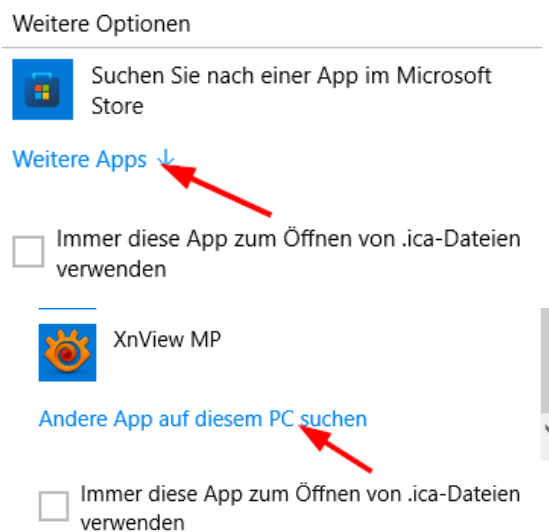 Weitere Optionen
Suchen Sie nach einer App im Microsoft
Store
Weitere Apps ↓
Immer diese App zum Öffnen von .ica-Dateien
verwenden
XnView MP
Andere App auf diesem PC suchen
Immer diese App zum Öffnen von .ica-Dateien
verwenden